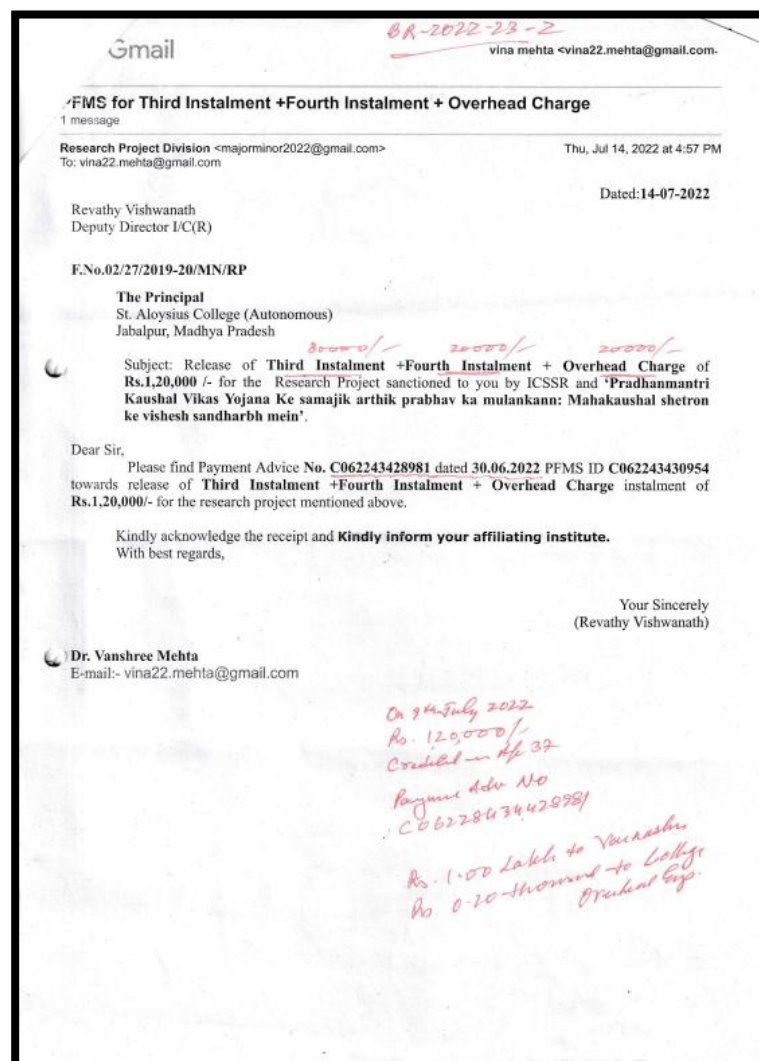 BR-2022-23-2
Gmail
vina mehta <vina22.mehta@gmail.com
FMS for Third Instalment +Fourth Instalment + Overhead Charge
1 message
Research Project Division <majorminor2022@gmail.com>
Thu, Jul 14, 2022 at 4:57 PM
To: vina22.mehta@gmail.com
Dated:14-07-2022
Revathy Vishwanath
Deputy Director I/C(R)
F.No.02/27/2019-20/MN/RP
The Principal
St. Aloysius College (Autonomous)
Jabalpur, Madhya Pradesh
80000/- 20000/- 20000/-
Subject: Release of Third Instalment +Fourth Instalment + Overhead Charge of
Rs.1,20,000 /- for the Research Project sanctioned to you by ICSSR and 'Pradhanmantri
Kaushal Vikas Yojana Ke samajik arthik prabhav ka mulankann: Mahakaushal shetron
ke vishesh sandharbh mein'.
Dear Sir,
Please find Payment Advice No. C062243428981 dated 30.06.2022 PFMS ID C062243430954
towards release of Third Instalment +Fourth Instalment + Overhead Charge instalment of
Rs.1,20,000/- for the research project mentioned above.
Kindly acknowledge the receipt and Kindly inform your affiliating institute.
With best regards,
Your Sincerely
(Revathy Vishwanath)
Dr. Vanshree Mehta
E-mail:- vina22.mehta@gmail.com
On 9th July 2022
Rs. 120,000/-
Credited in A/c 37
Payment Adv No
Rs. 1.00 Lakh to
Rs 0.20 thousand to College
Overhead Exp.